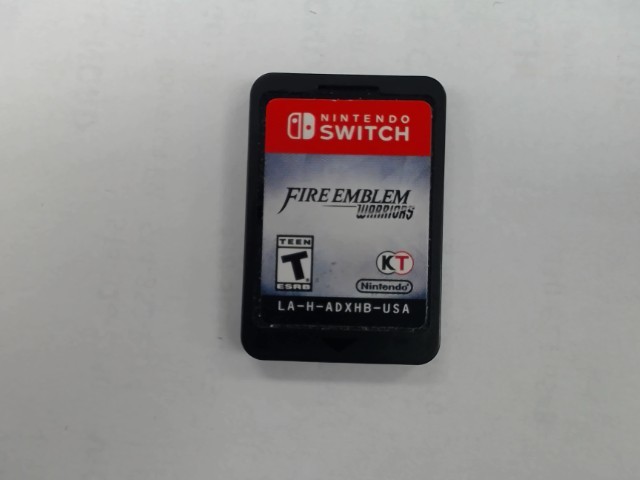 NINTENDO
SWITCH
FIRE EMBLEM
WARRIORS
TEEN
T
ESRB
KT
Nintendo
LA-H-ADXHB-USA